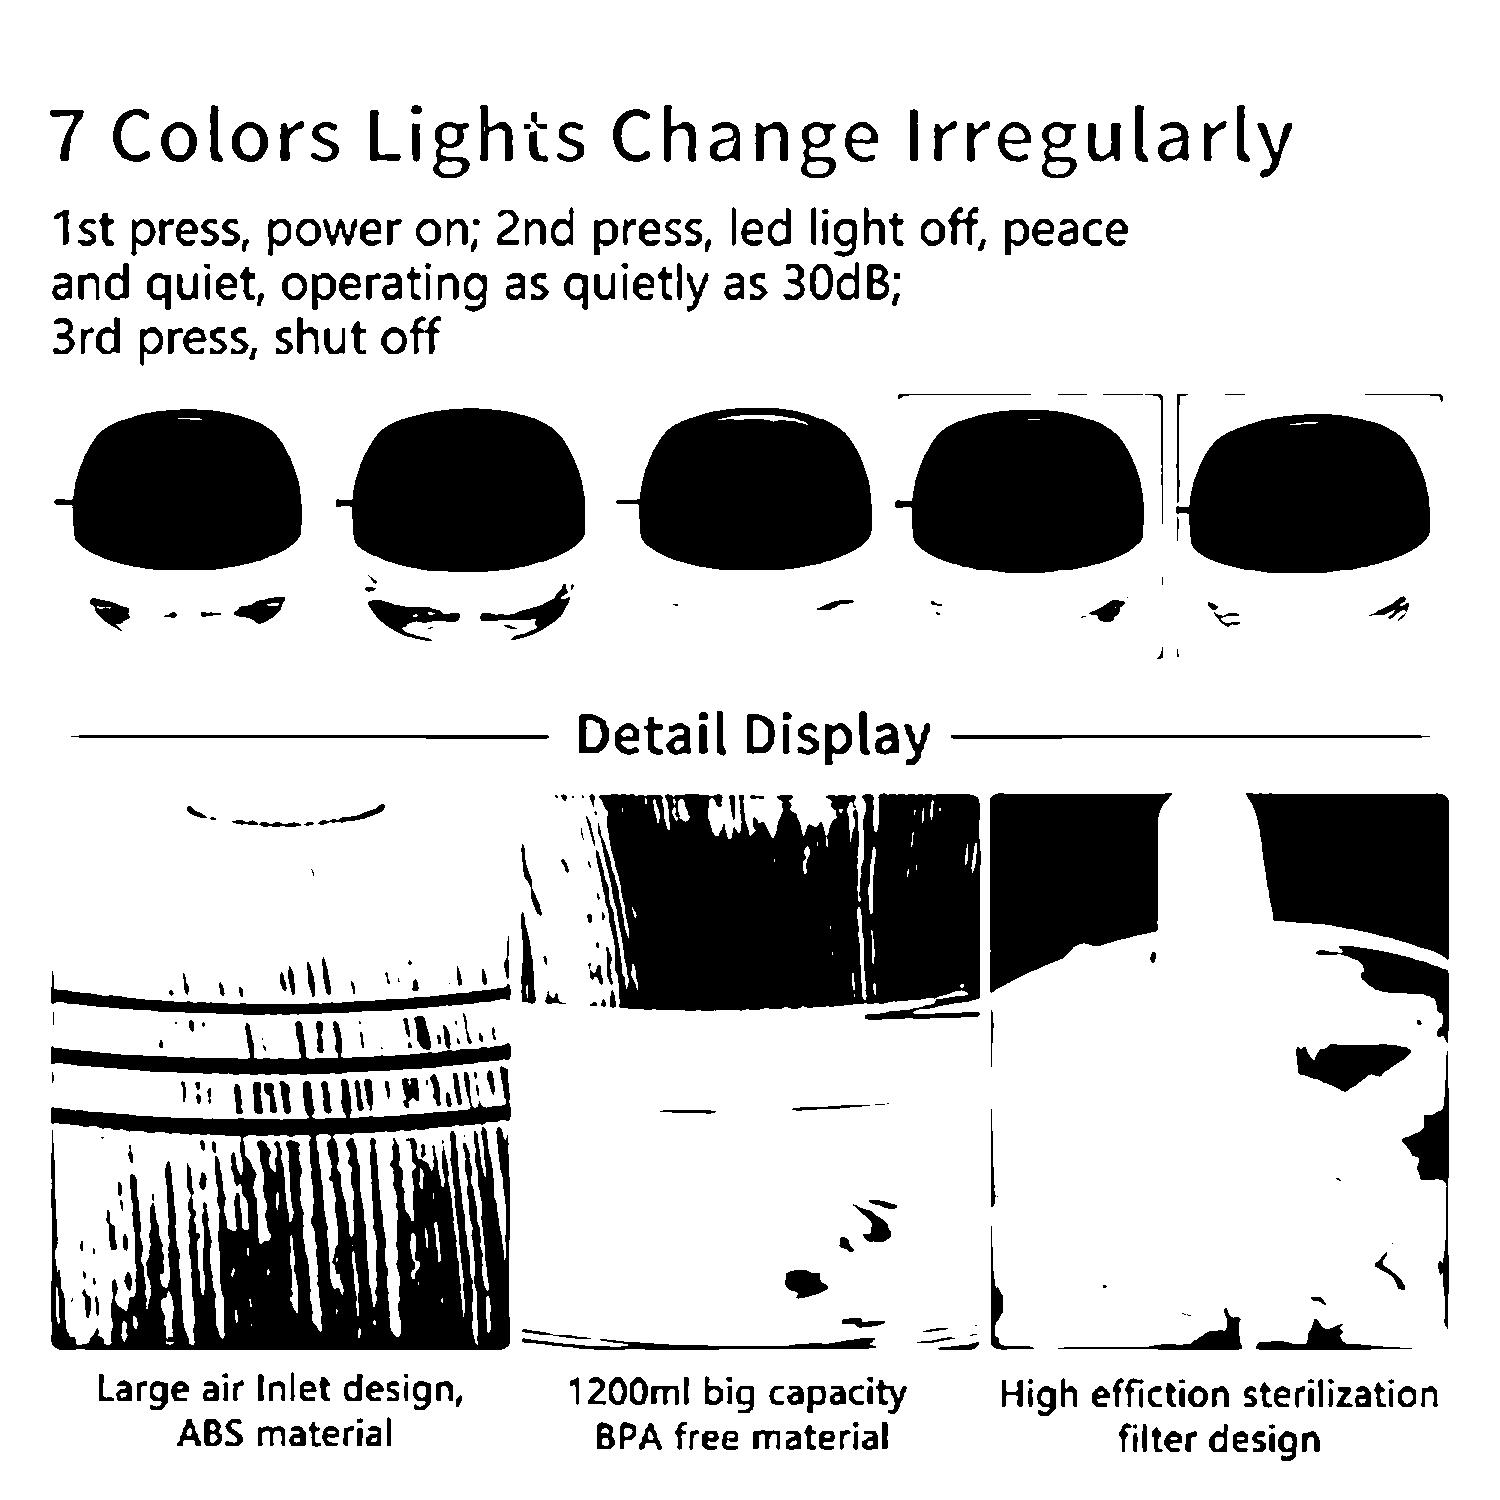 7 Colors Lights Change Irregularly
1st press, power on; 2nd press, led light off, peace
and quiet, operating as quietly as 30dB;
3rd press, shut off
Detail Display
Large air Inlet design,
ABS material
1200ml big capacity
BPA free material
High effiction sterilization
filter design